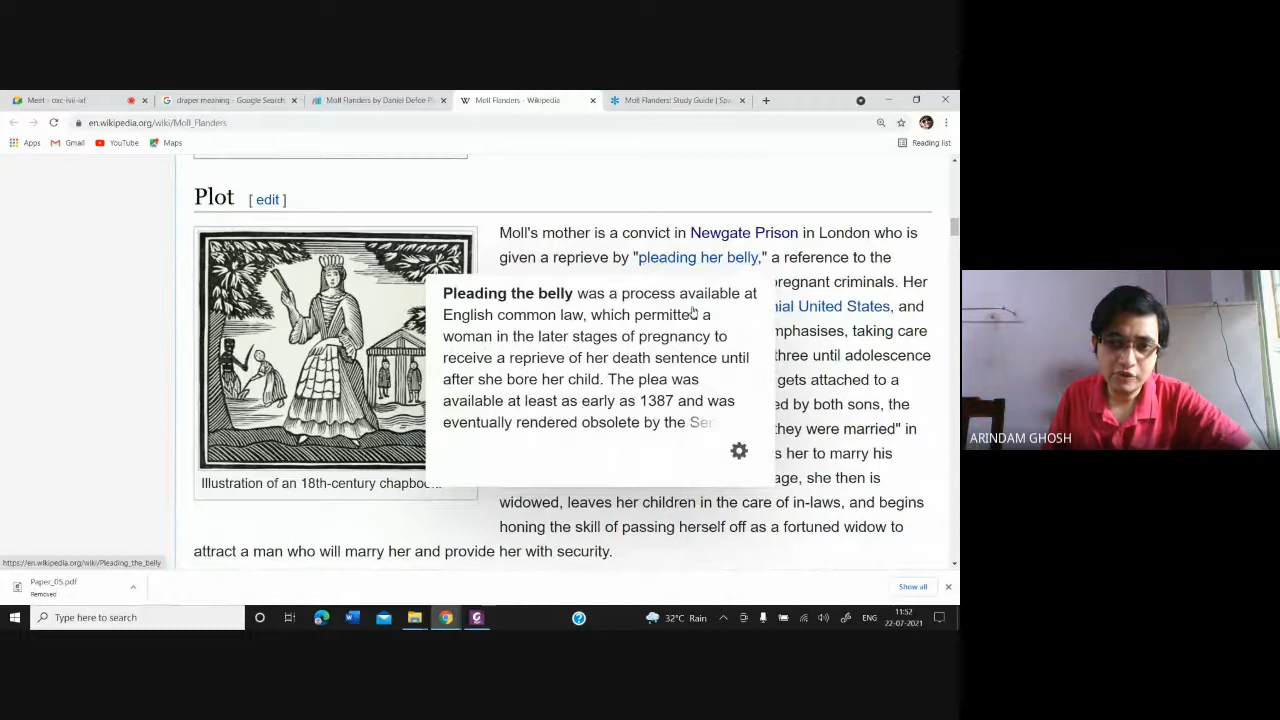 Meet - oxc-ivii-ixf
draper meaning - Google Search
Moll Flanders by Daniel Defoe Pl
Moll Flanders - Wikipedia
Moll Flanders: Study Guide | Spa
en.wikipedia.org/wiki/Moll_Flanders
Apps Gmail YouTube Maps Reading list
Plot [ edit ]
Moll's mother is a convict in Newgate Prison in London who is
given a reprieve by "pleading her belly," a reference to the
pregnant criminals. Her
nial United States, and
mphasises, taking care
three until adolescence
gets attached to a
ed by both sons, the
they were married" in
s her to marry his
age, she then is
widowed, leaves her children in the care of in-laws, and begins
honing the skill of passing herself off as a fortuned widow to
attract a man who will marry her and provide her with security.
Pleading the belly was a process available at
English common law, which permitted a
woman in the later stages of pregnancy to
receive a reprieve of her death sentence until
after she bore her child. The plea was
available at least as early as 1387 and was
eventually rendered obsolete by the
Illustration of an 18th-century chapbook
ARINDAM GHOSH
https://en.wikipedia.org/wiki/Pleading_the_belly
Paper_05.pdf
Removed
Show all
Type here to search
32°C Rain
ENG
11:52
22-07-2021